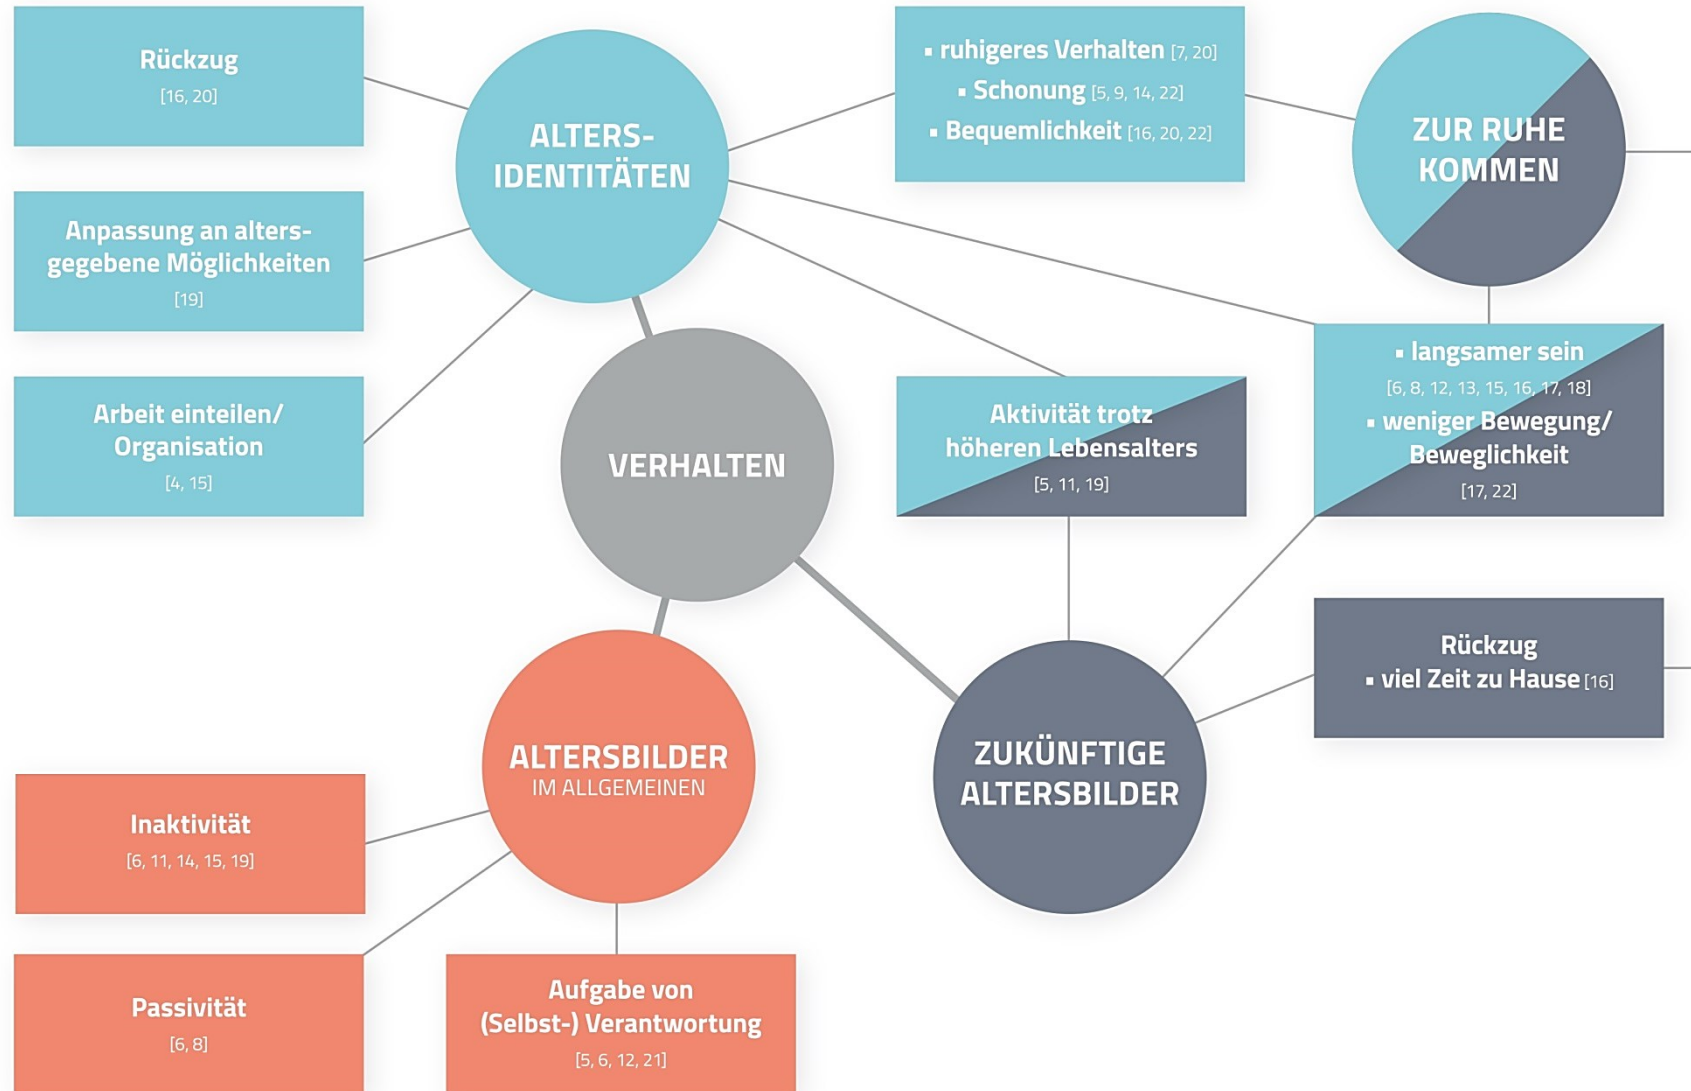 Rückzug
[16, 20]
ALTERS-
IDENTITÄTEN
▪ ruhigeres Verhalten [7, 20]
▪ Schonung [5, 9, 14, 22]
▪ Bequemlichkeit [16, 20, 22]
ZUR RUHE
KOMMEN
Anpassung an alters-
gegebene Möglichkeiten
[19]
Arbeit einteilen/
Organisation
[4, 15]
VERHALTEN
Aktivität trotz
höheren Lebensalters
[5, 11, 19]
▪ langsamer sein
[6, 8, 12, 13, 15, 16, 17, 18]
▪ weniger Bewegung/
Beweglichkeit
[17, 22]
Rückzug
▪ viel Zeit zu Hause [16]
ALTERSBILDER
IM ALLGEMEINEN
ZUKÜNFTIGE
ALTERSBILDER
Inaktivität
[6, 11, 14, 15, 19]
Passivität
[6, 8]
Aufgabe von
(Selbst-) Verantwortung
[5, 6, 12, 21]